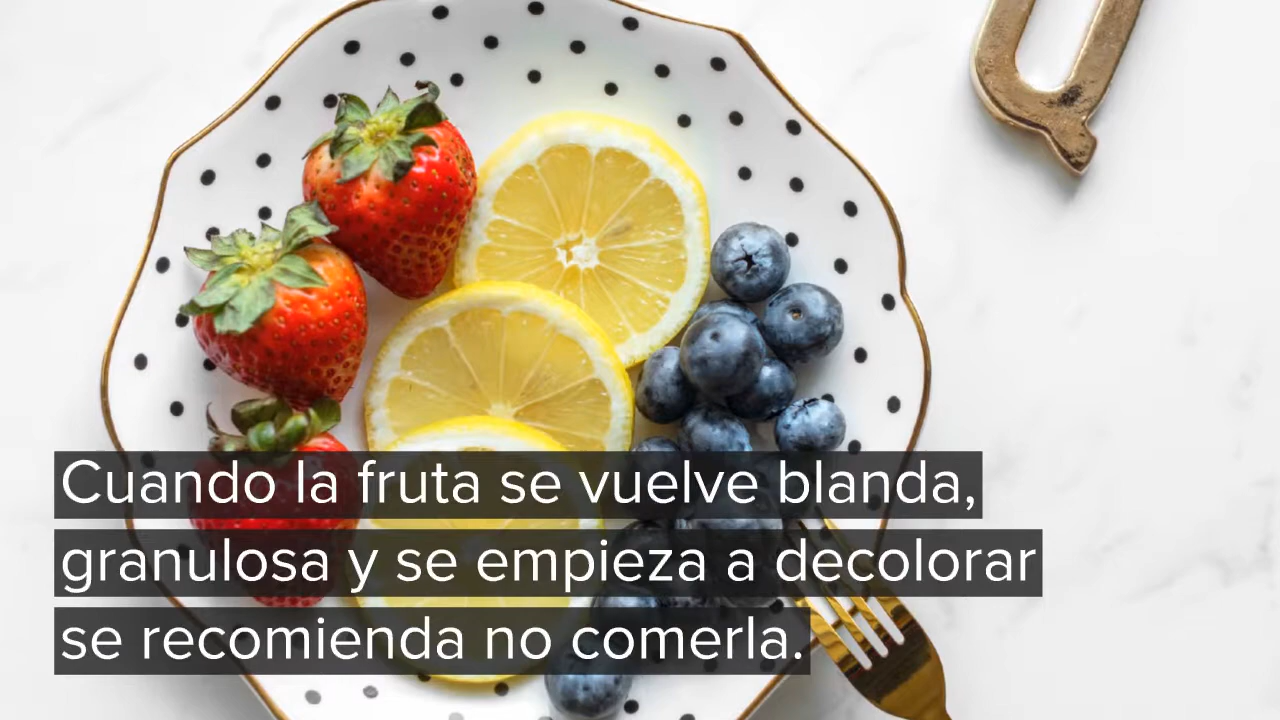 Cuando la fruta se vuelve blanda,
granulosa y se empieza a decolorar
se recomienda no comerla.